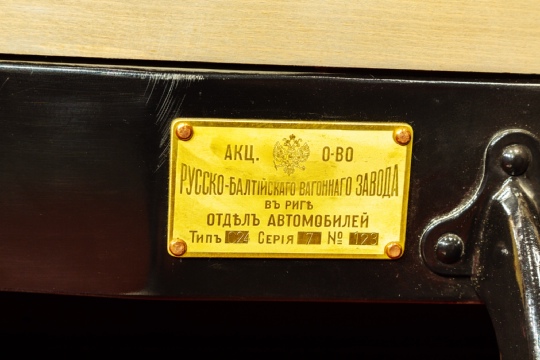 АКЦ. О-ВО
РУССКО-БАЛТІЙСКАГО ВАГОННАГО ЗАВОДА
ВЪ РИГѢ
ОТДѢЛЪ АВТОМОБИЛЕЙ
ТИПЪ С24 СЕРІЯ 7 № 123